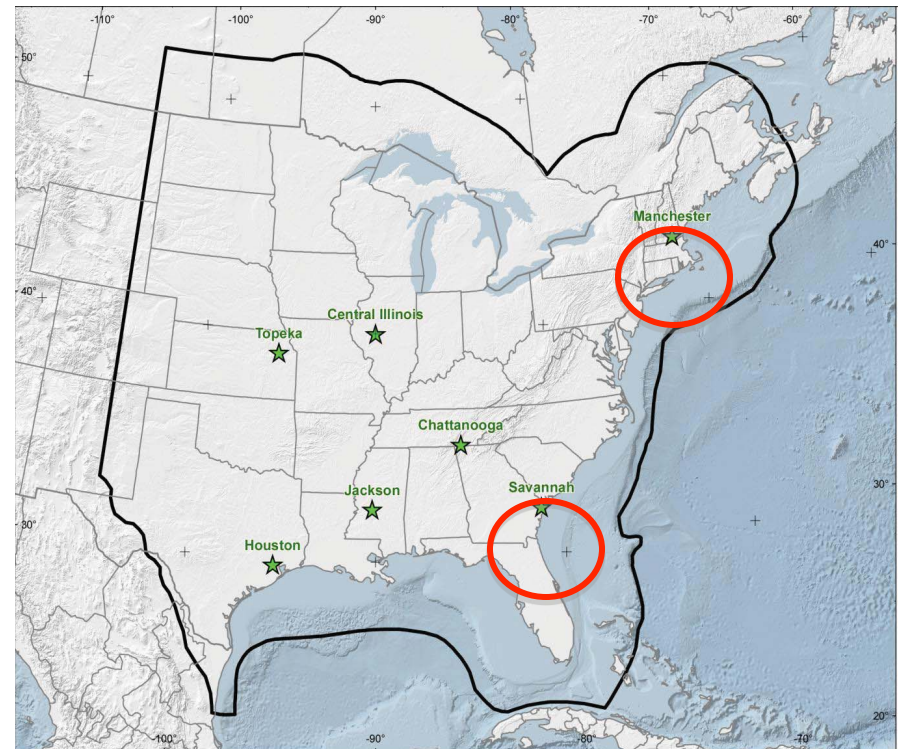 -110°
-100°
-90°
-80°
-70°
-60°
50°
Manchester
40°
40°
Central Illinois
Topeka
Chattanooga
30°
Jackson
Savannah
30°
Houston
20°
-100°
-90°
-80°
-70°